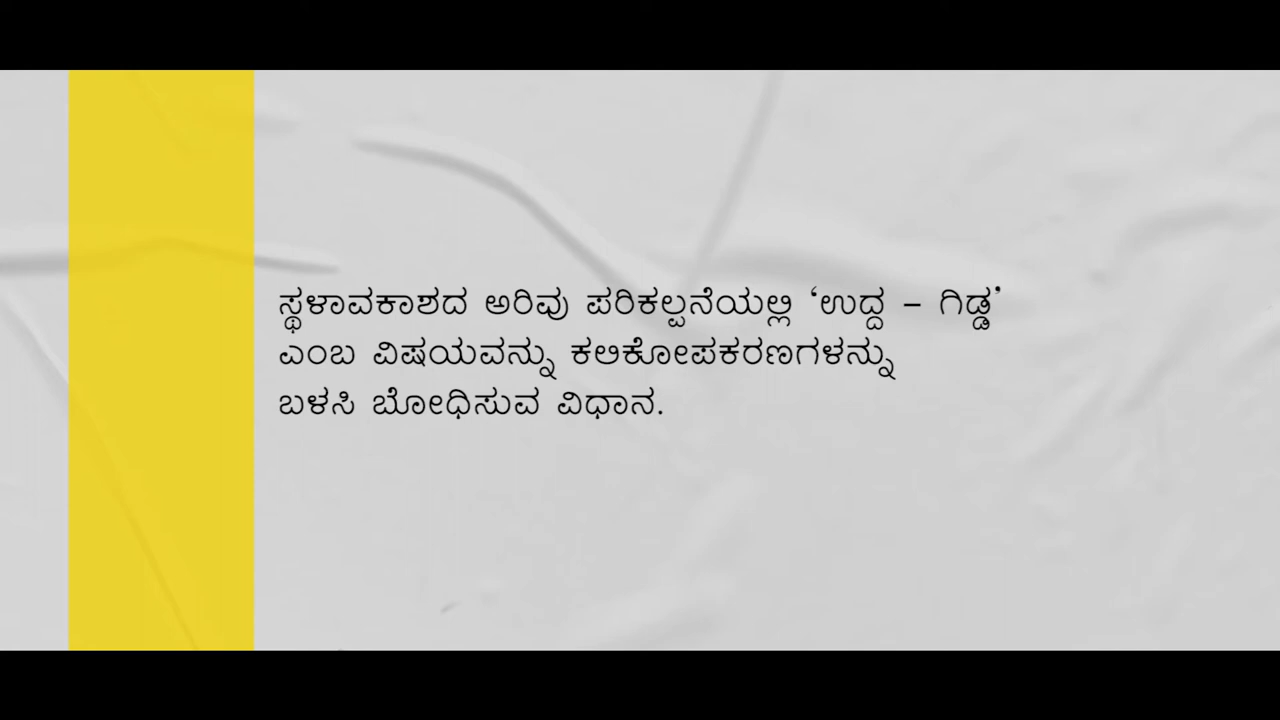 ಸ್ಥಳಾವಕಾಶದ ಅರಿವು ಪರಿಕಲ್ಪನೆಯಲ್ಲಿ ‘ಉದ್ದ – ಗಿಡ್ಡ’
ಎಂಬ ವಿಷಯವನ್ನು ಕಲಿಕೋಪಕರಣಗಳನ್ನು
ಬಳಸಿ ಬೋಧಿಸುವ ವಿಧಾನ.